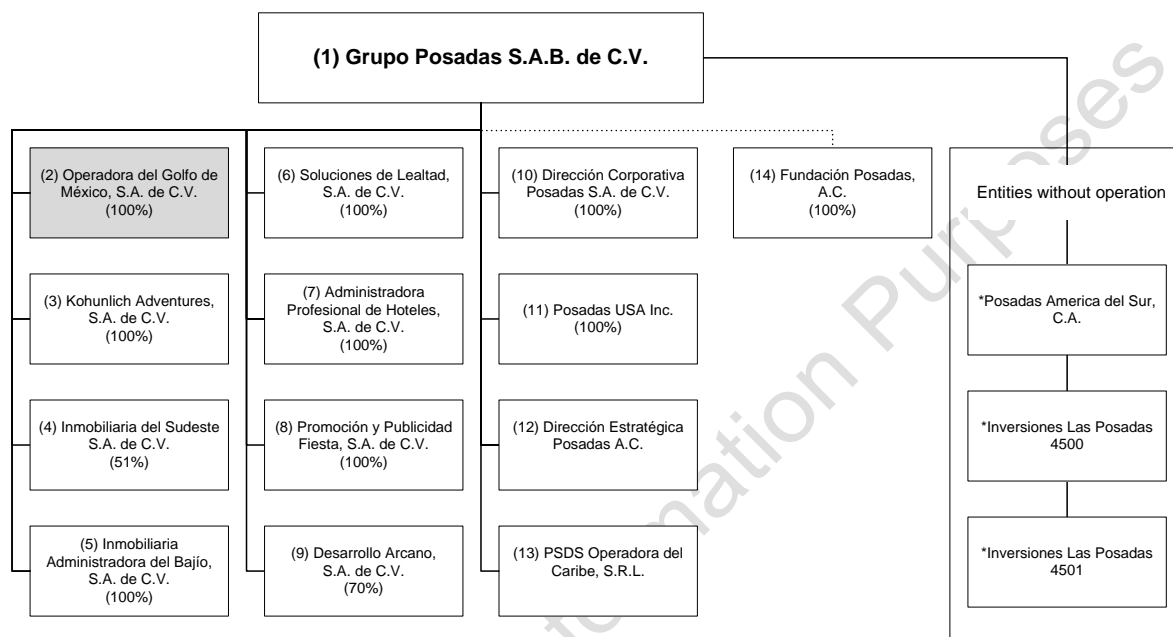 (1) Grupo Posadas S.A.B. de C.V.
(2) Operadora del Golfo de
México, S.A. de C.V.
(100%)
(3) Kohunlich Adventures,
S.A. de C.V.
(100%)
(4) Inmobiliaria del Sudeste
S.A. de C.V.
(51%)
(5) Inmobiliaria
Administradora del Bajío,
S.A. de C.V.
(100%)
(6) Soluciones de Lealtad,
S.A. de C.V.
(100%)
(7) Administradora
Profesional de Hoteles,
S.A. de C.V.
(100%)
(8) Promoción y Publicidad
Fiesta, S.A. de C.V.
(100%)
(9) Desarrollo Arcano,
S.A. de C.V.
(70%)
(10) Dirección Corporativa
Posadas S.A. de C.V.
(100%)
(11) Posadas USA Inc.
(100%)
(12) Dirección Estratégica
Posadas A.C.
(13) PSDS Operadora del
Caribe, S.R.L.
(14) Fundación Posadas,
A.C.
(100%)
Entities without operation
*Posadas America del Sur,
C.A.
*Inversiones Las Posadas
4500
*Inversiones Las Posadas
4501
Purposes